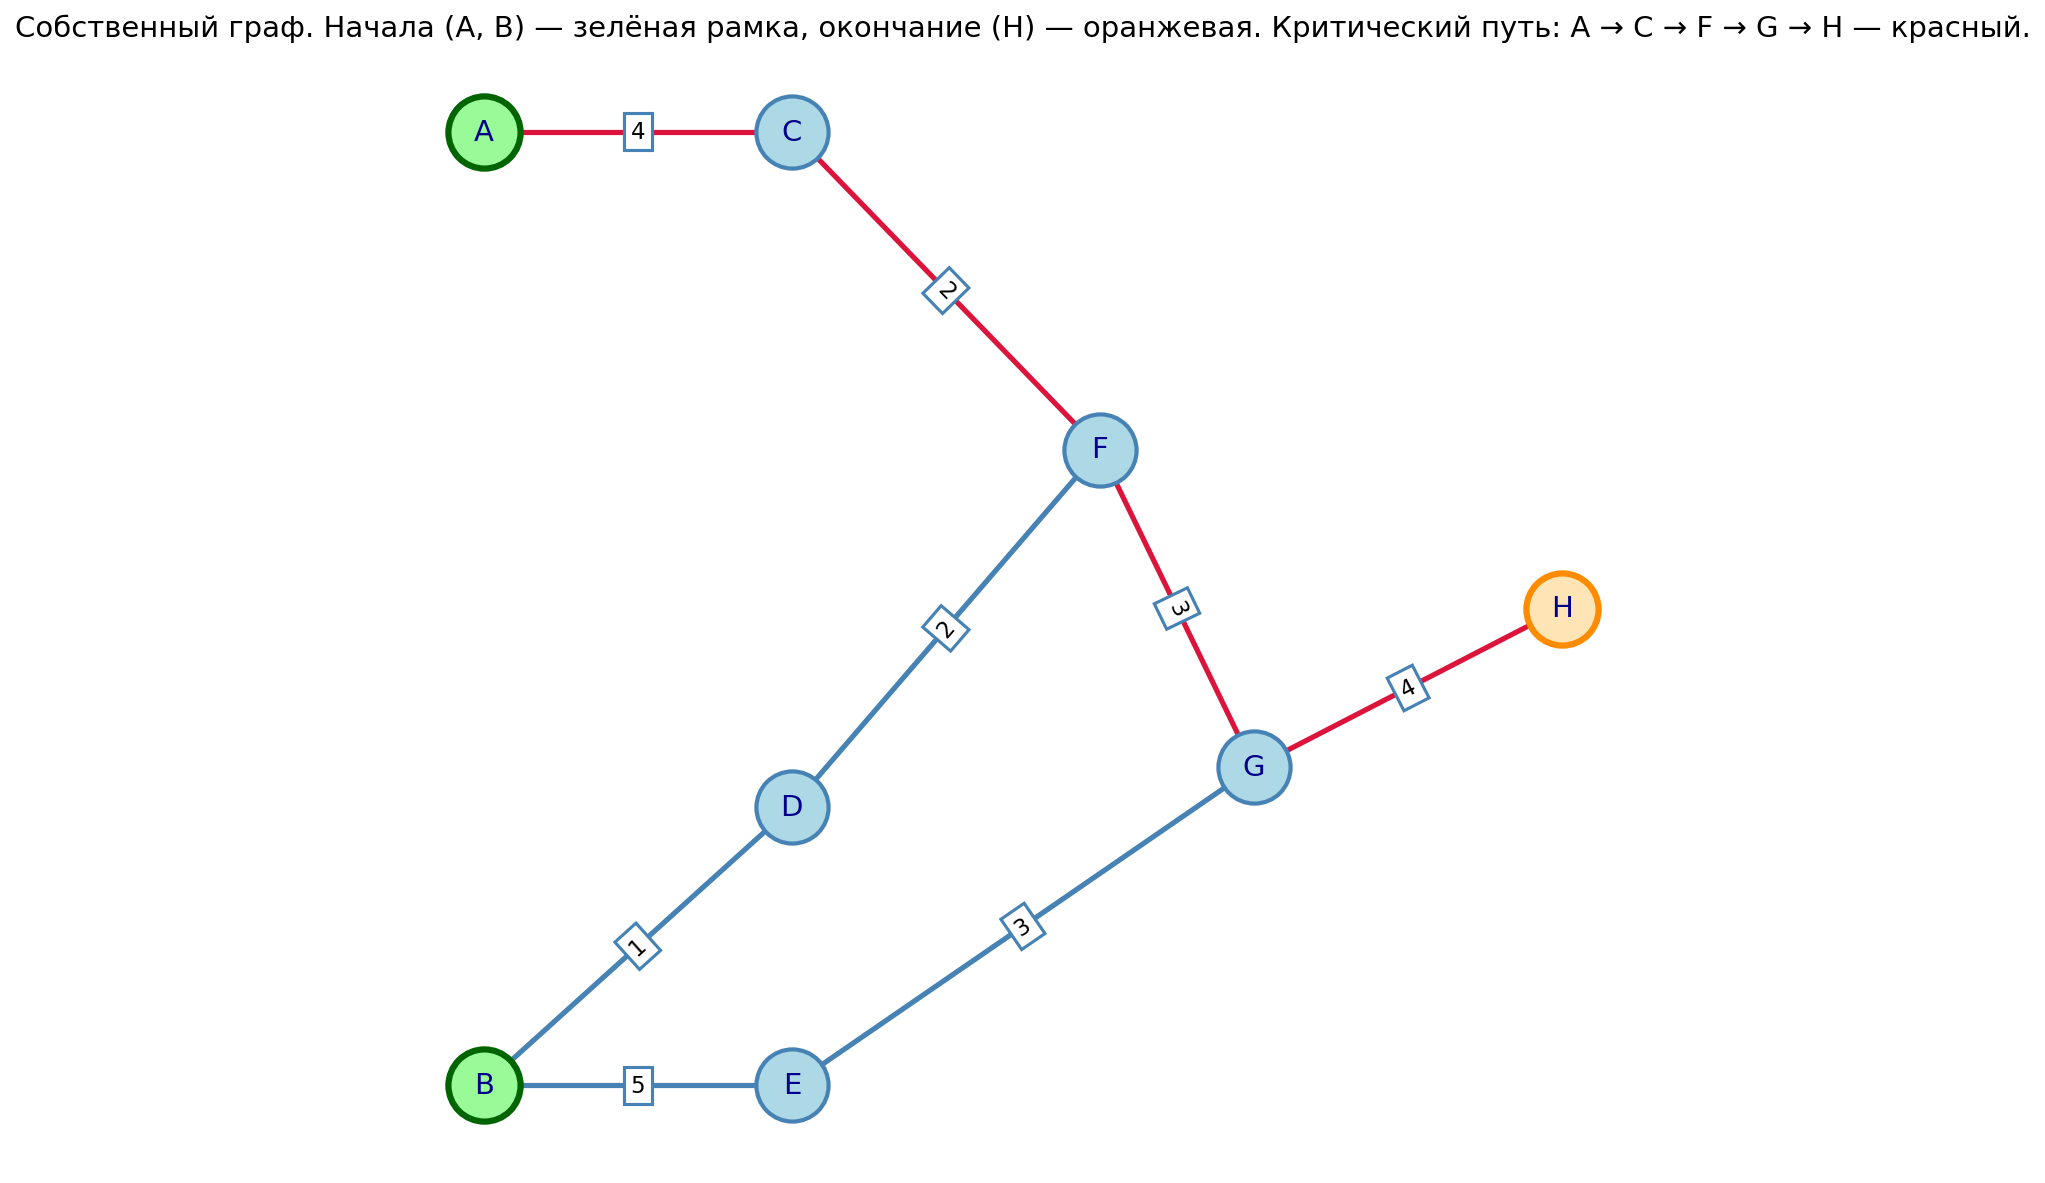 Собственный граф. Начала (A, B) — зелёная рамка, окончание (H) — оранжевая. Критический путь: A → C → F → G → H — красный.
A
4
C
2
F
3
H
2
4
G
D
3
1
B
5
E